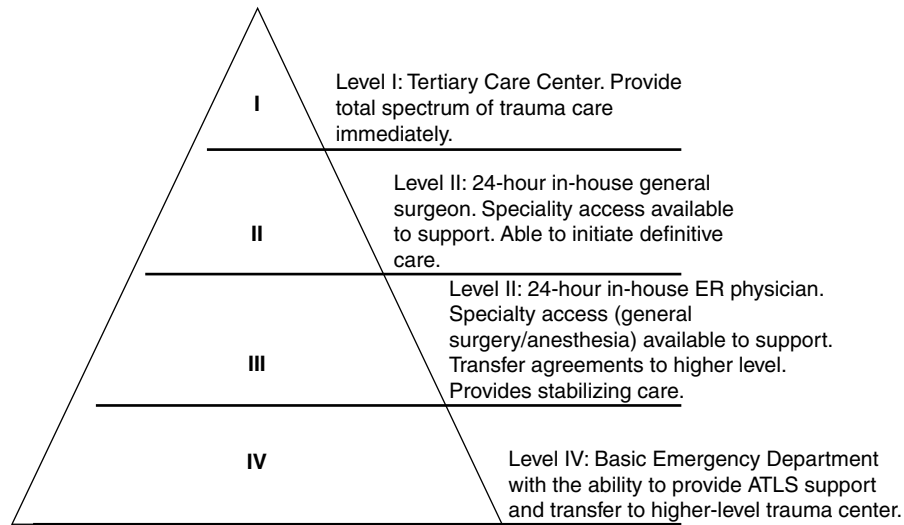 I
Level I: Tertiary Care Center. Provide
total spectrum of trauma care
immediately.
II
Level II: 24-hour in-house general
surgeon. Speciality access available
to support. Able to initiate definitive
care.
III
Level II: 24-hour in-house ER physician.
Specialty access (general
surgery/anesthesia) available to support.
Transfer agreements to higher level.
Provides stabilizing care.
IV
Level IV: Basic Emergency Department
with the ability to provide ATLS support
and transfer to higher-level trauma center.